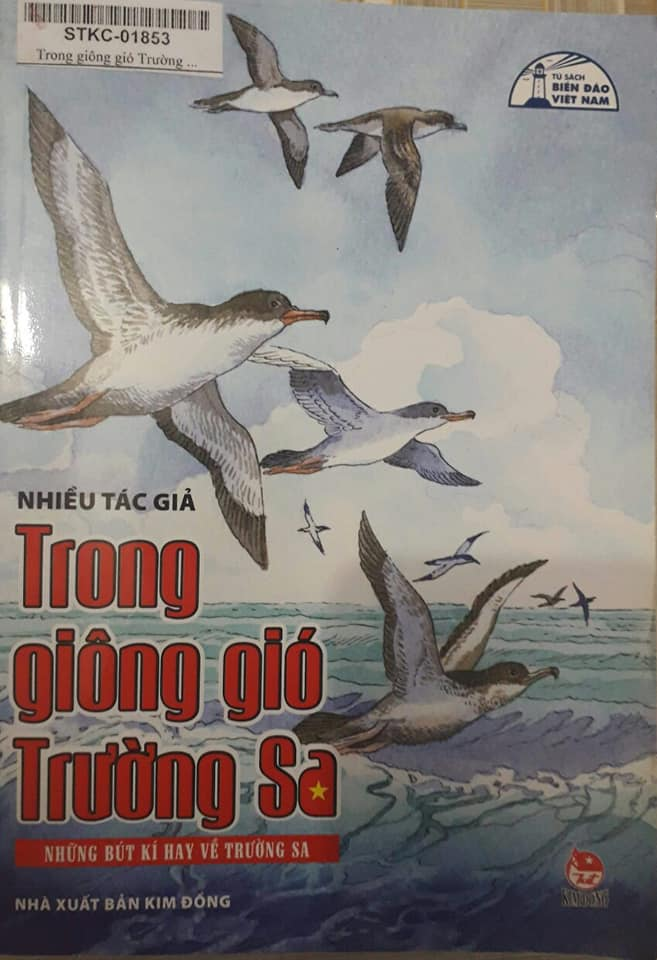 STKC-01853
Trong giông gió Trường ...
TỦ SÁCH
BIỂN ĐẢO
VIỆT NAM
NHIỀU TÁC GIẢ
Trong
giông gió
Trường Sa
NHỮNG BÚT KÍ HAY VỀ TRƯỜNG SA
NHÀ XUẤT BẢN KIM ĐỒNG
KIM ĐỒNG